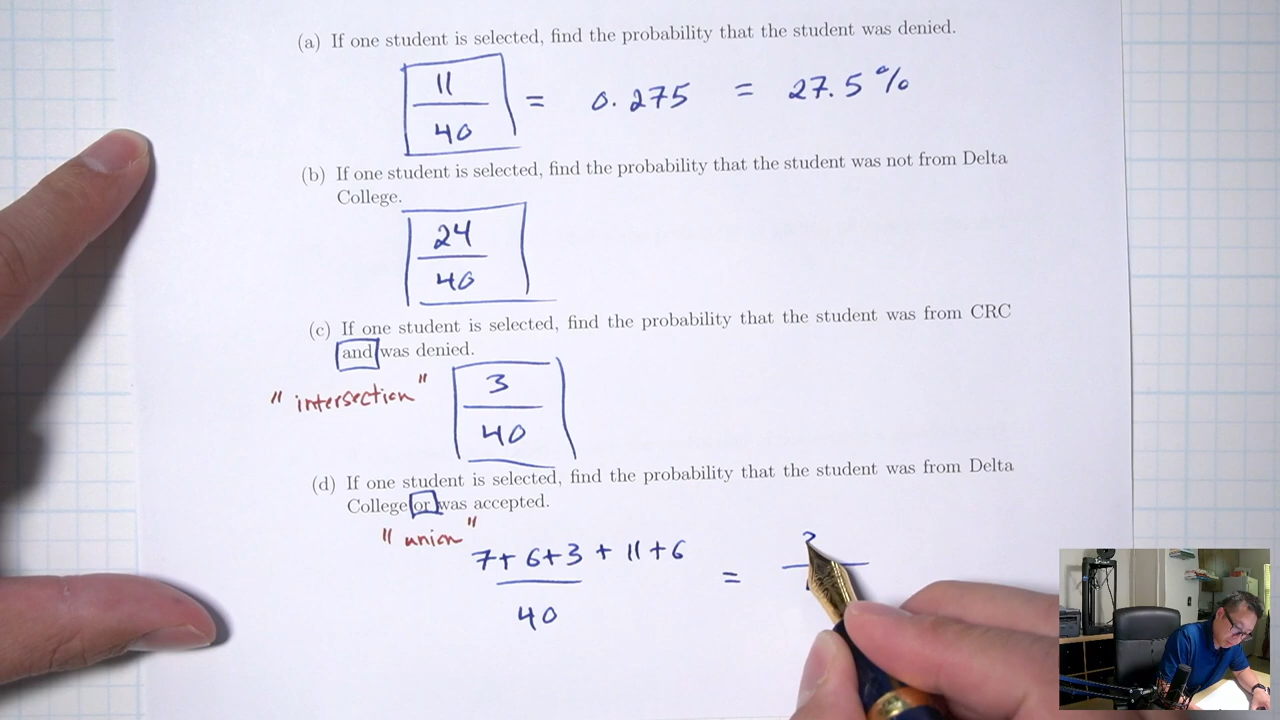 (a) If one student is selected, find the probability that the student was denied.
11
40
= 0.275 = 27.5%
(b) If one student is selected, find the probability that the student was not from Delta
College.
24
40
(c) If one student is selected, find the probability that the student was from CRC
and was denied.
"intersection"
3
40
(d) If one student is selected, find the probability that the student was from Delta
College or was accepted.
"union"
7+ 6+3 + 11+6
40
=